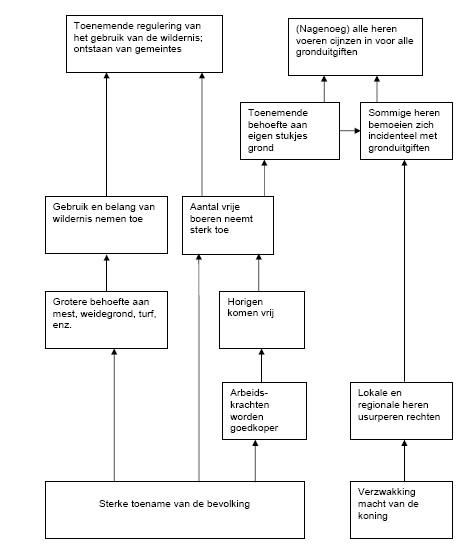 Toenemende regulering van
het gebruik van de wildernis;
ontstaan van gemeintes
(Nagenoeg) alle heren
voeren cijnzen in voor alle
gronduitgiften
Toenemende
behoefte aan
eigen stukjes
grond
Sommige heren
bemoeien zich
incidenteel met
gronduitgiften
Gebruik en belang van
wildernis nemen toe
Aantal vrije
boeren neemt
sterk toe
Grotere behoefte aan
mest, weidegrond, turf,
enz.
Horigen
komen vrij
Arbeids-
krachten
worden
goedkoper
Lokale en
regionale heren
usurperen rechten
Sterke toename van de bevolking
Verzwakking
macht van de
koning